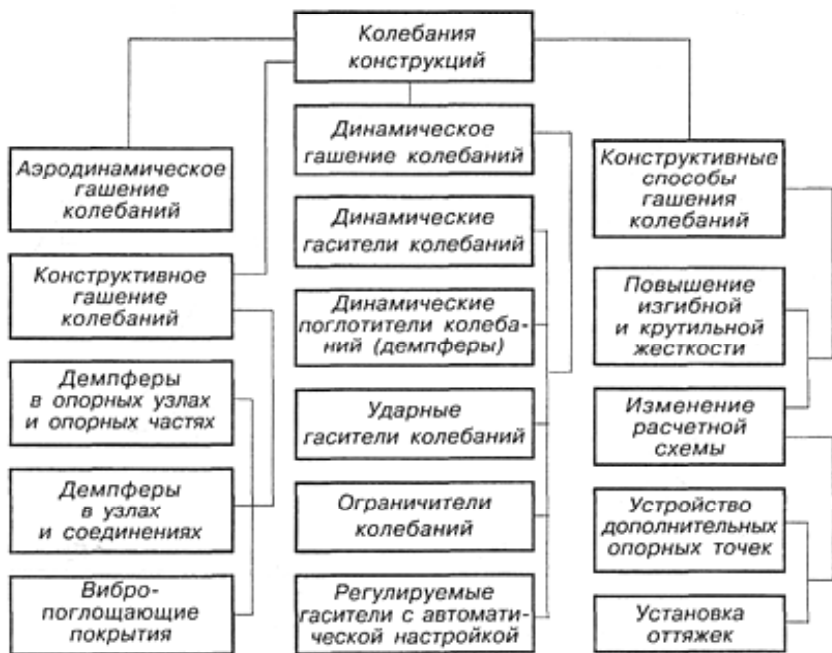 Колебания
конструкций
Аэродинамическое
гашение
колебаний
Конструктивное
гашение
колебаний
Демпферы
в опорных узлах
и опорных частях
Демпферы
в узлах
и соединениях
Вибро-
поглощающие
покрытия
Динамическое
гашение колебаний
Динамические
гасители колебаний
Динамические
поглотители колеба-
ний (демпферы)
Ударные
гасители колебаний
Ограничители
колебаний
Регулируемые
гасители с автомати-
ческой настройкой
Конструктивные
способы
гашения
колебаний
Повышение
изгибной
и крутильной
жесткости
Изменение
расчетной
схемы
Устройство
дополнительных
опорных точек
Установка
оттяжек